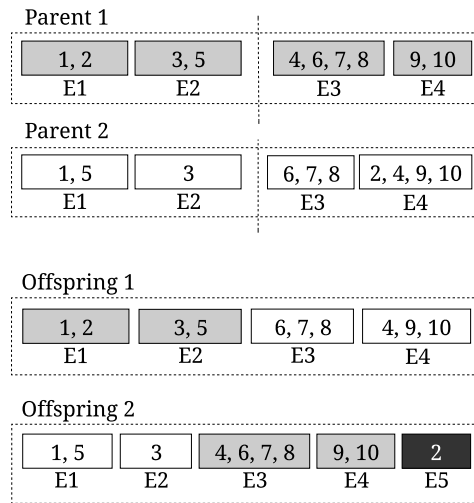 Parent 1
1, 2 3, 5 4, 6, 7, 8 9, 10
E1 E2 E3 E4
Parent 2
1, 5 3 6, 7, 8 2, 4, 9, 10
E1 E2 E3 E4
Offspring 1
1, 2 3, 5 6, 7, 8 4, 9, 10
E1 E2 E3 E4
Offspring 2
1, 5 3 4, 6, 7, 8 9, 10 2
E1 E2 E3 E4 E5